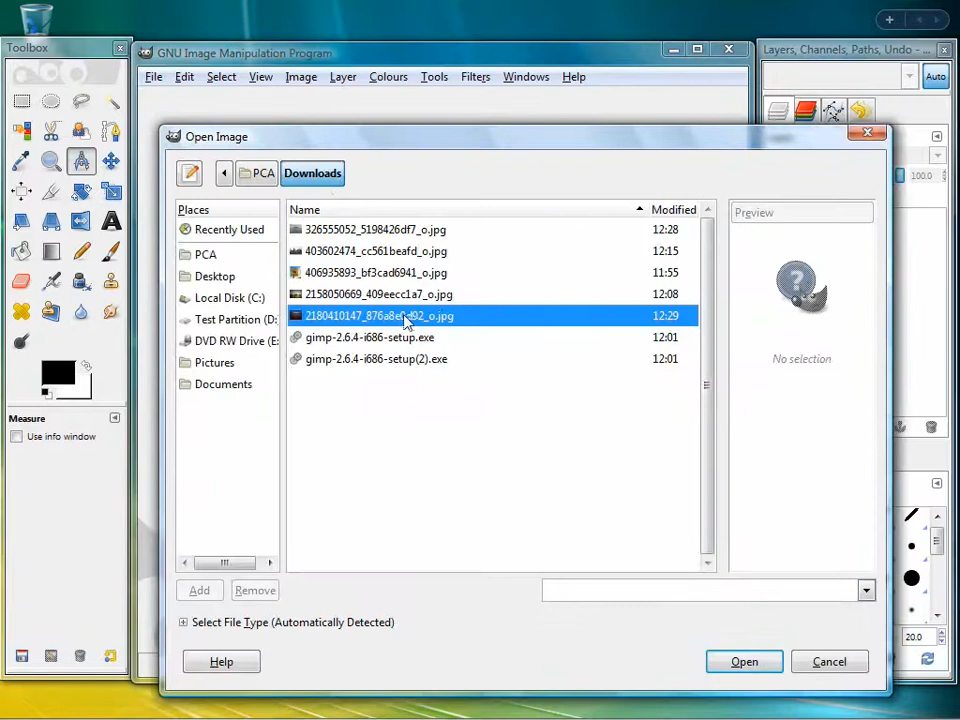 Toolbox
GNU Image Manipulation Program
Layers, Channels, Paths, Undo - ...
File Edit Select View Image Layer Colours Tools Filters Windows Help
Auto
Open Image
PCA Downloads
100.0
Places
Name Modified
Preview
Recently Used
326555052_5198426df7_o.jpg 12:28
PCA
403602474_cc561beafd_o.jpg 12:15
Desktop
406935893_bf3cad6941_o.jpg 11:55
Local Disk (C:)
2158050669_409eecc1a7_o.jpg 12:08
Test Partition (D:
12:29
DVD RW Drive (E:
gimp-2.6.4-i686-setup.exe 12:01
Pictures
gimp-2.6.4-i686-setup(2).exe 12:01
No selection
Documents
Measure
Use info window
Add Remove
Select File Type (Automatically Detected)
20.0
Help Open Cancel